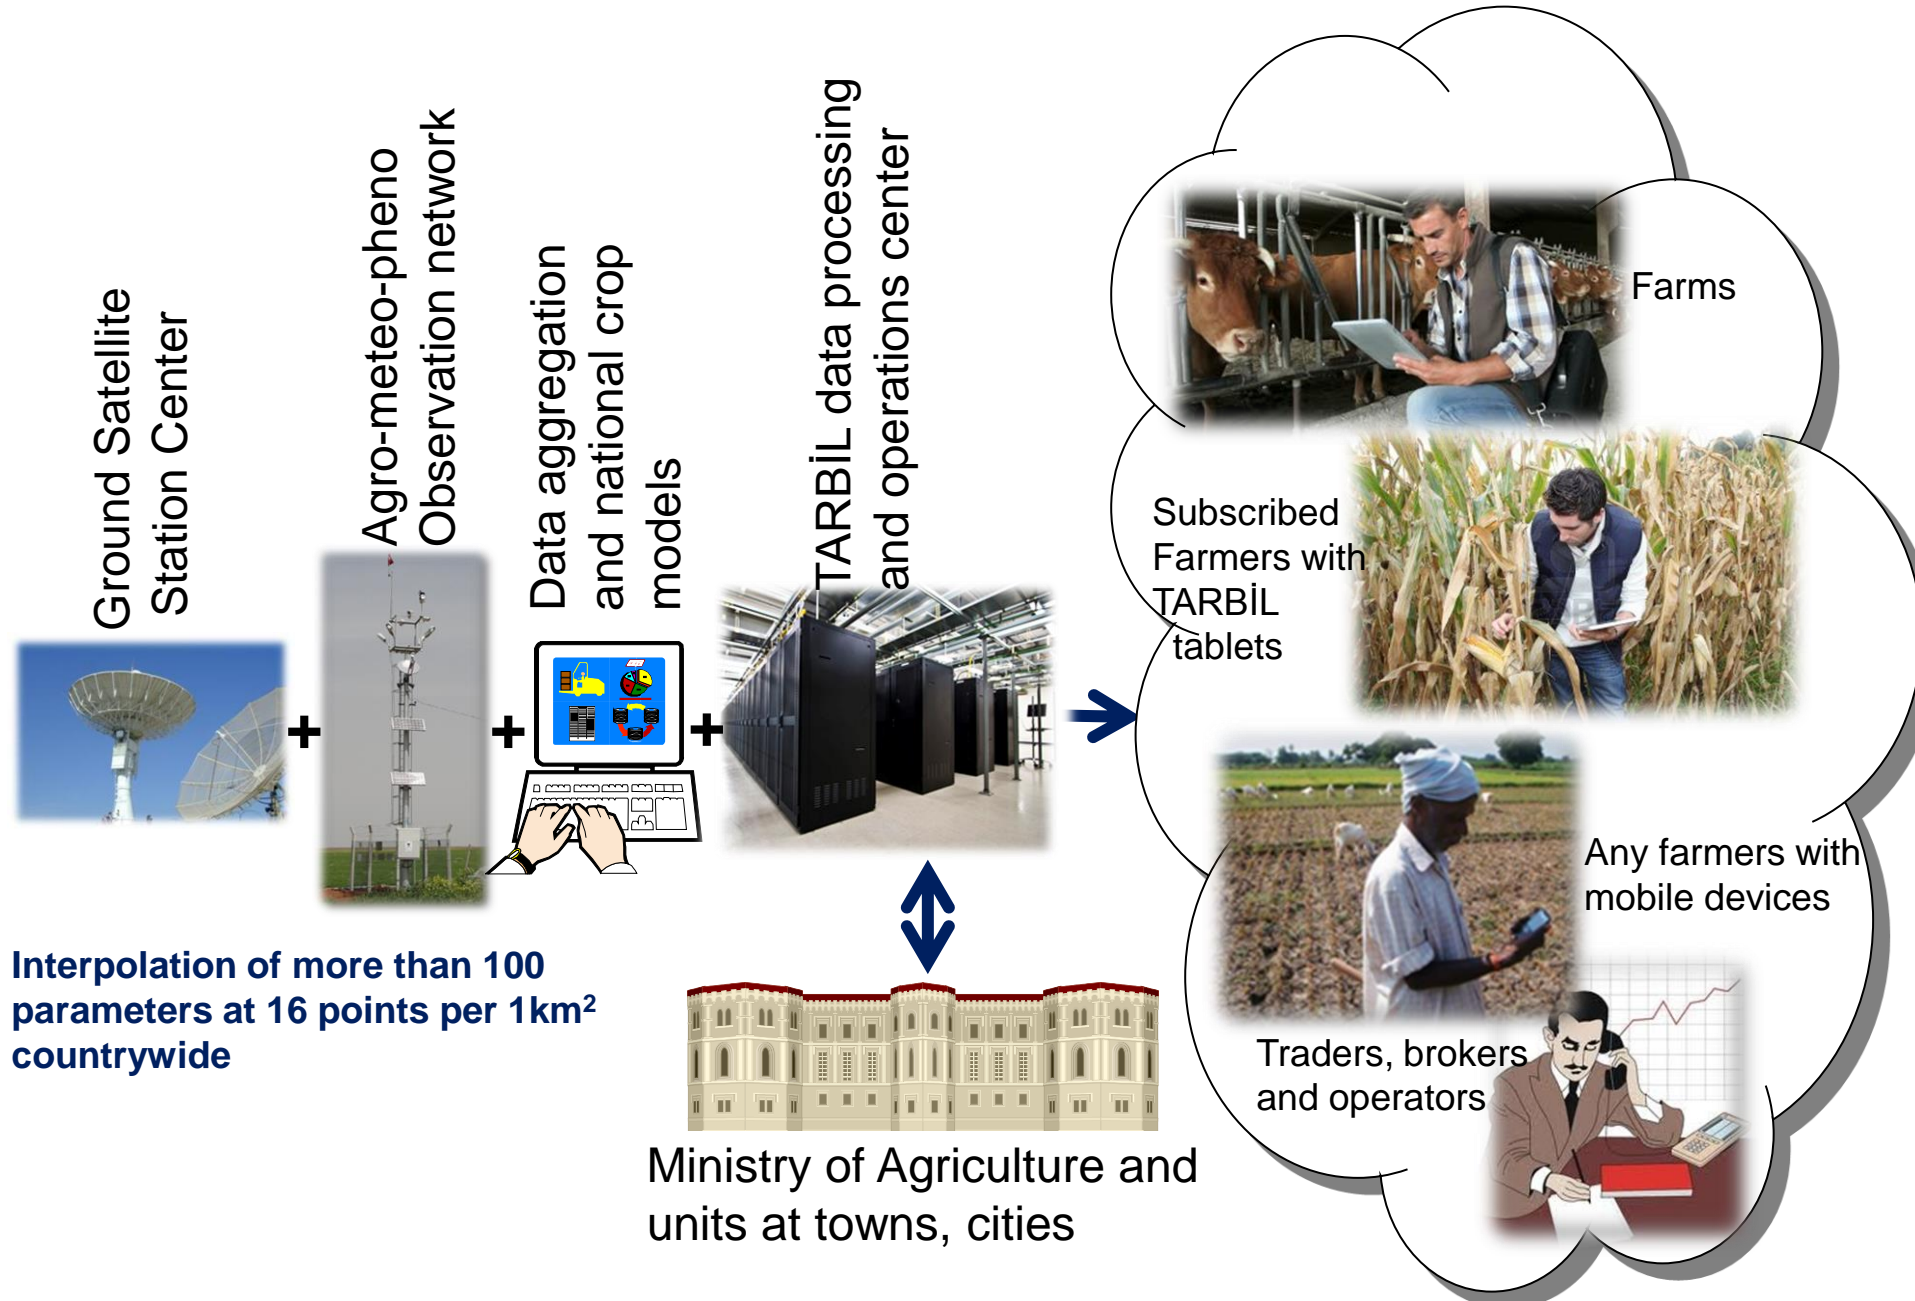 Ground Satellite
Station Center
Agro-meteo-pheno
Observation network
Data aggregation
and national crop
models
TARBİL data processing
and operations center
Farms
Subscribed
Farmers with
TARBİL
tablets
Any farmers with
mobile devices
Traders, brokers
and operators
Interpolation of more than 100
parameters at 16 points per 1km²
countrywide
Ministry of Agriculture and
units at towns, cities